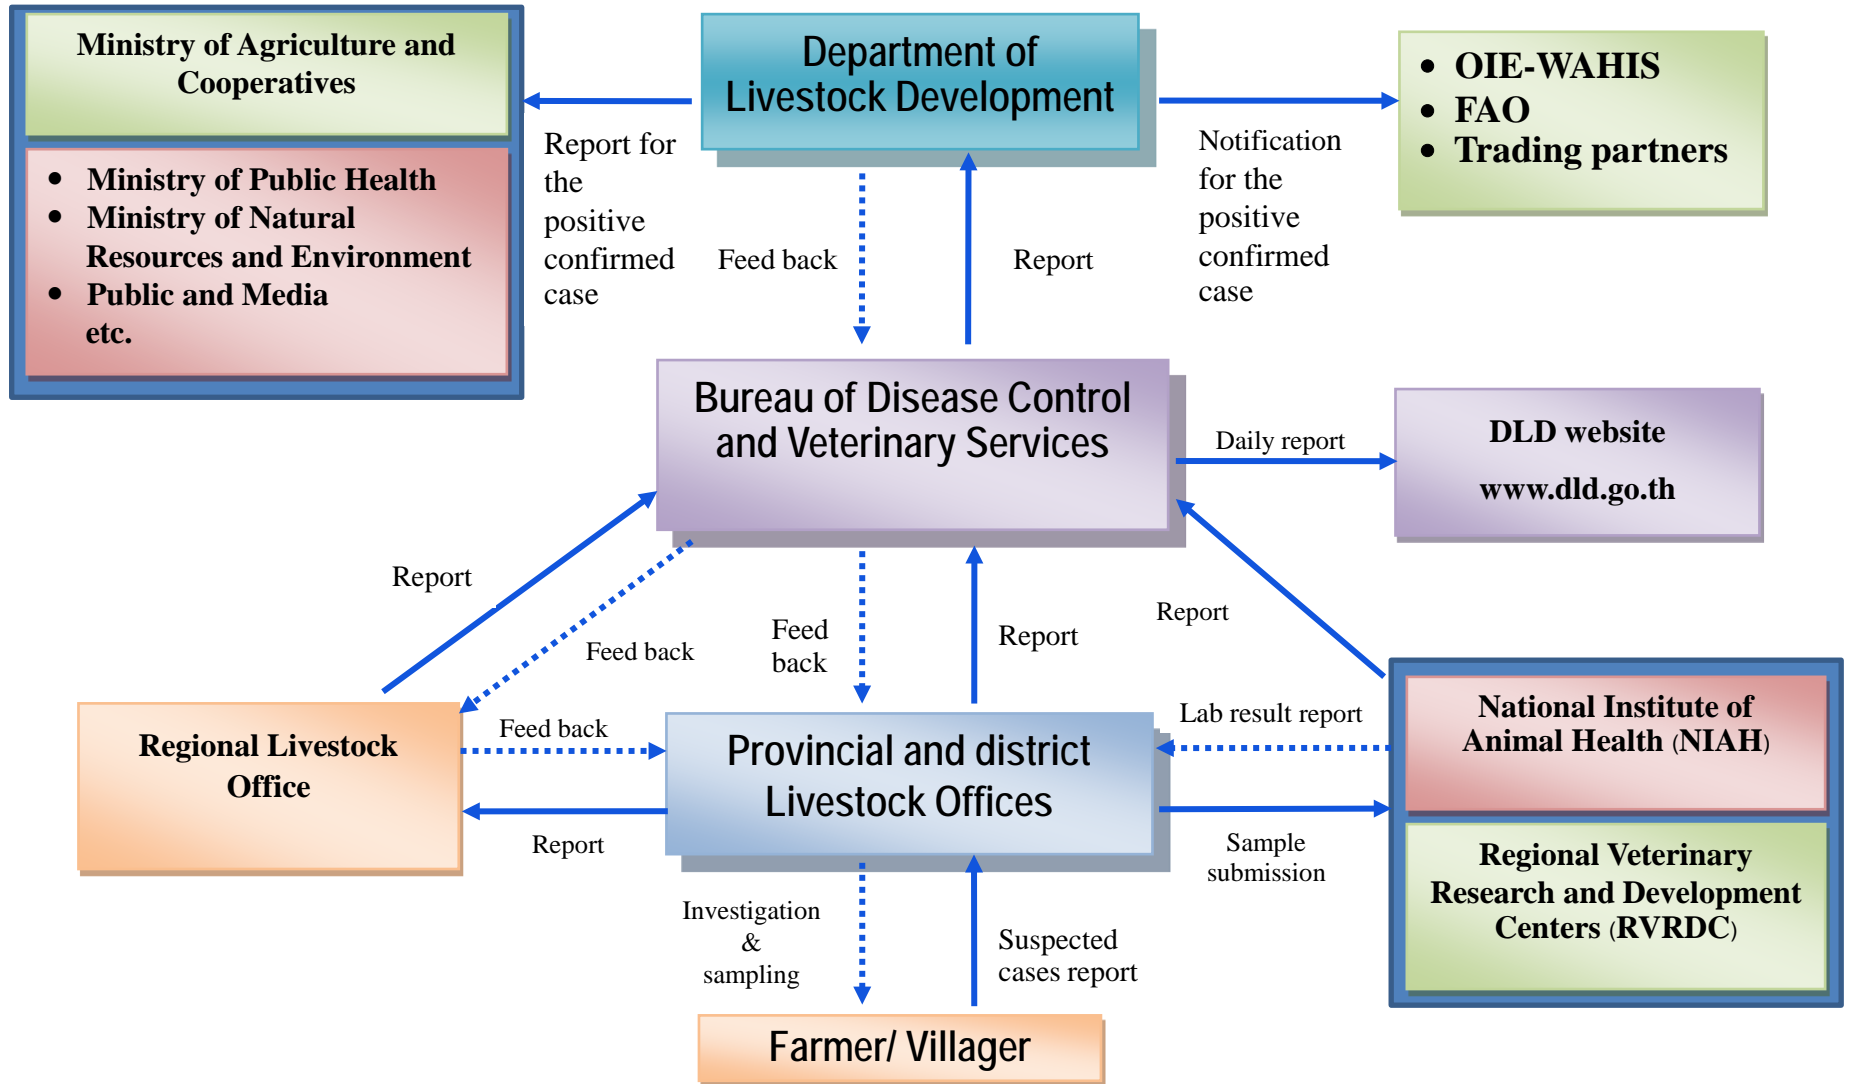 Ministry of Agriculture and
Cooperatives
• Ministry of Public Health
• Ministry of Natural
Resources and Environment
• Public and Media
etc.
Report for
the
positive
confirmed
case
Department of
Livestock Development
Notification
for the
positive
confirmed
case
• OIE-WAHIS
• FAO
• Trading partners
Feed back
Report
Bureau of Disease Control
and Veterinary Services
Daily report
DLD website
www.dld.go.th
Report
Feed back
Feed
back
Report
Report
Regional Livestock
Office
Feed back
Report
Provincial and district
Livestock Offices
Lab result report
Sample
submission
National Institute of
Animal Health (NIAH)
Regional Veterinary
Research and Development
Centers (RVRDC)
Investigation
&
sampling
Suspected
cases report
Farmer/ Villager